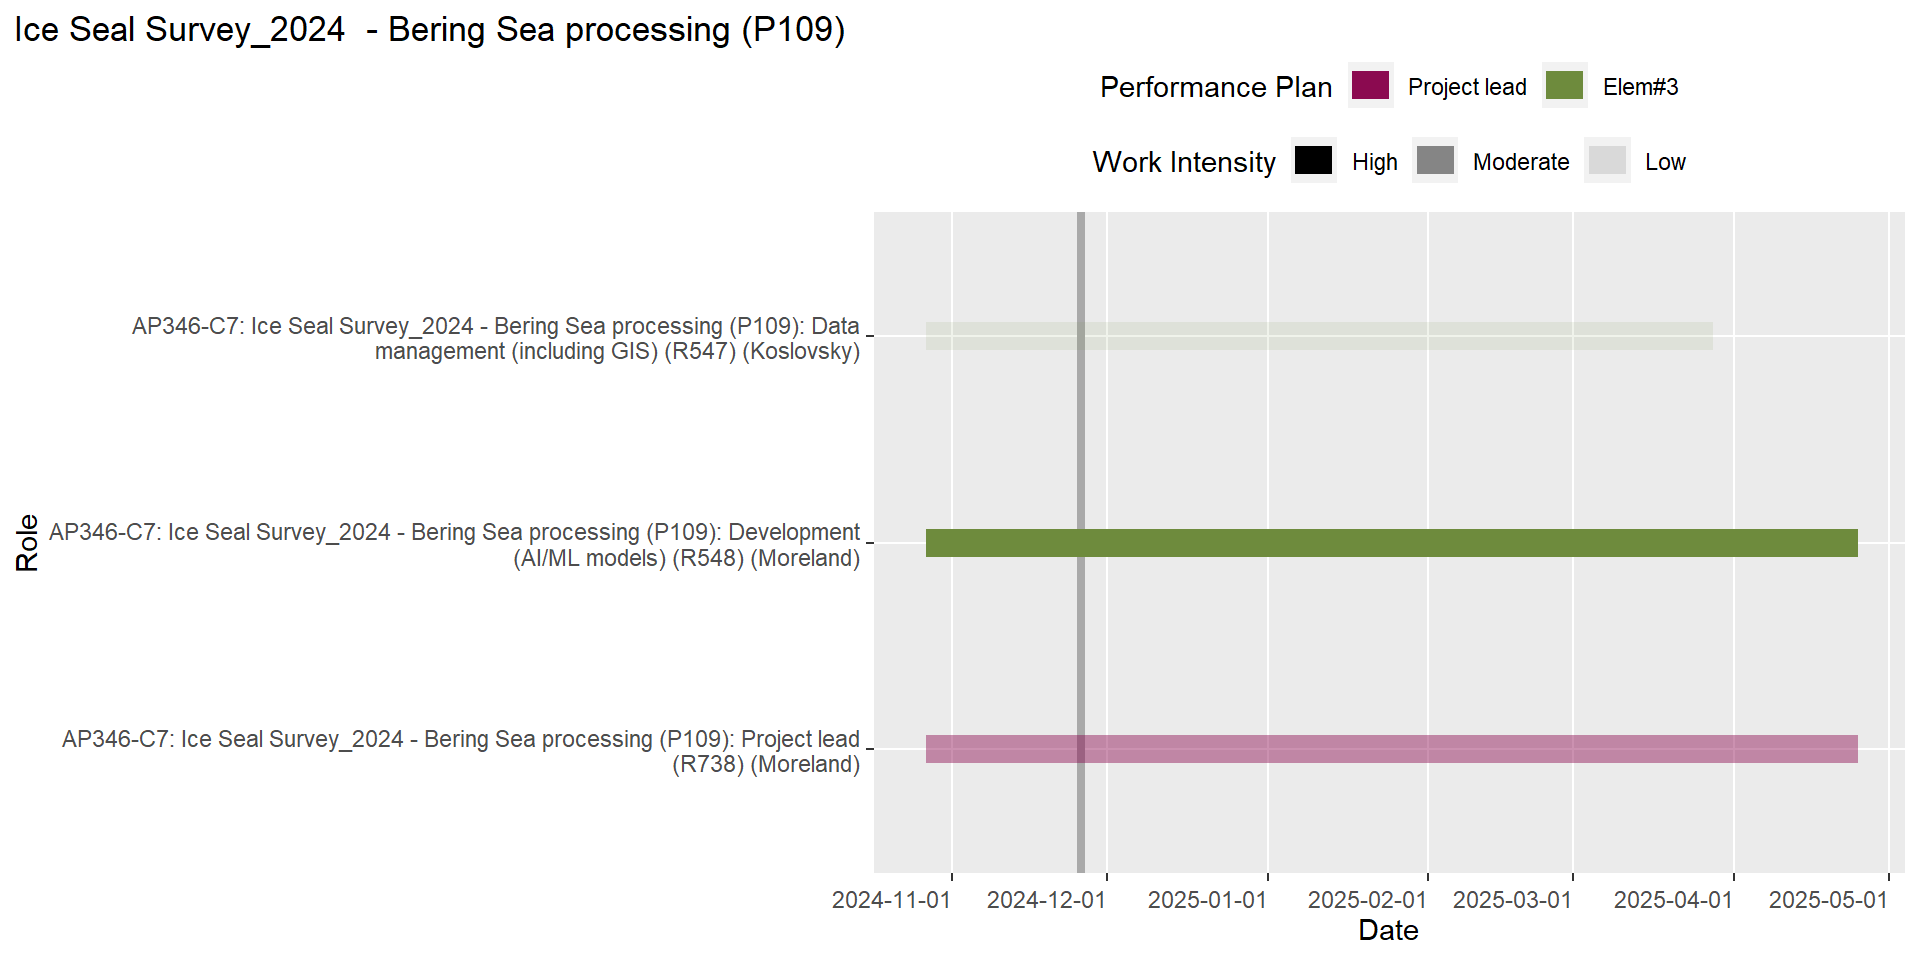 Ice Seal Survey_2024  - Bering Sea processing (P109)
Performance Plan Project lead Elem#3
Work Intensity High Moderate Low
AP346-C7: Ice Seal Survey_2024 - Bering Sea processing (P109): Data
management (including GIS) (R547) (Koslovsky)
AP346-C7: Ice Seal Survey_2024 - Bering Sea processing (P109): Development
(AI/ML models) (R548) (Moreland)
AP346-C7: Ice Seal Survey_2024 - Bering Sea processing (P109): Project lead
(R738) (Moreland)
Role
2024-11-01 2024-12-01 2025-01-01 2025-02-01 2025-03-01 2025-04-01 2025-05-01
Date